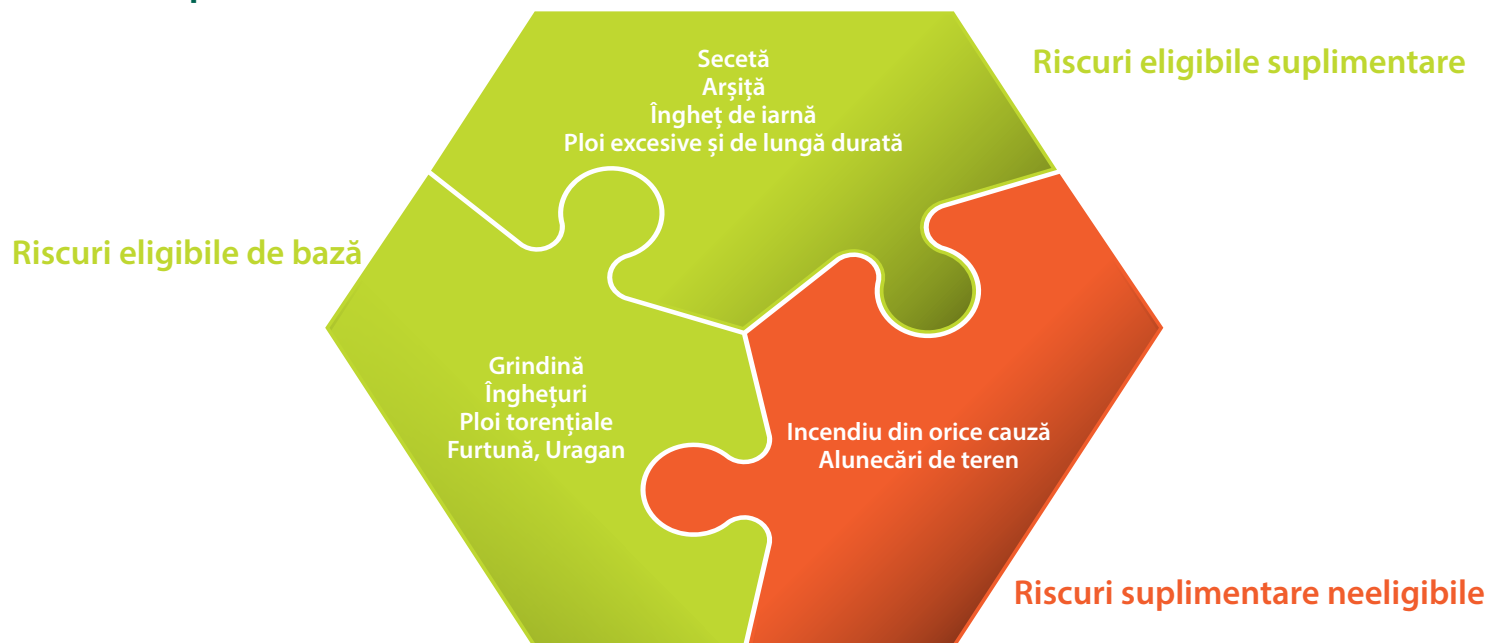 Secetă
Arșiță
Îngheț de iarnă
Ploi excesive și de lungă durată
Riscuri eligibile suplimentare
Riscuri eligibile de bază
Grindină
Înghețuri
Ploi torențiale
Furtună, Uragan
Incendiu din orice cauză
Alunecări de teren
Riscuri suplimentare neeligibile